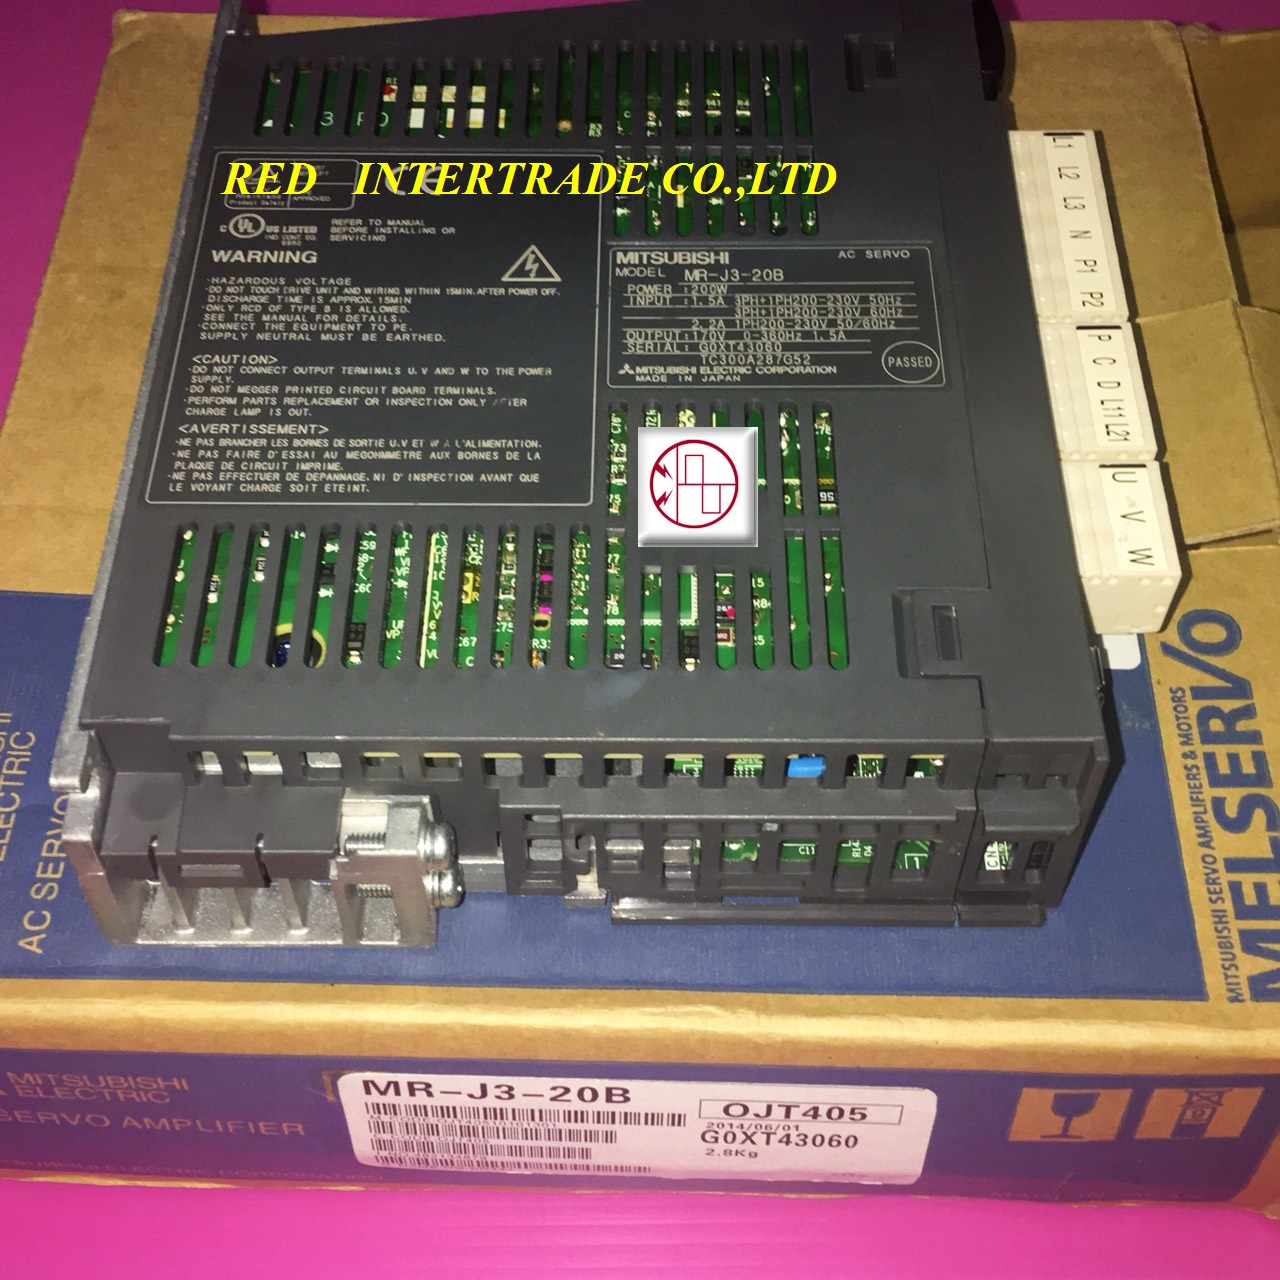 RED INTERTRADE CO.,LTD
Product Safety
APPROVED
C UL US LISTED
IND. CONT. EQ.
REFER TO MANUAL
BEFORE INSTALLING OR
SERVICING
WARNING
·HAZARDOUS VOLTAGE
·DO NOT TOUCH DRIVE UNIT AND WIRING WITHIN 15MIN. AFTER POWER OFF.
DISCHARGE TIME IS APPROX. 15MIN
·ONLY RCD OF TYPE B IS ALLOWED.
SEE THE MANUAL FOR DETAILS.
·CONNECT THE EQUIPMENT TO PE.
SUPPLY NEUTRAL MUST BE EARTHED.
<CAUTION>
·DO NOT CONNECT OUTPUT TERMINALS U. V AND W TO THE POWER
SUPPLY.
·DO NOT MEGGER PRINTED CIRCUIT BOARD TERMINALS.
·PERFORM PARTS REPLACEMENT OR INSPECTION ONLY AFTER
CHARGE LAMP IS OUT.
<AVERTISSEMENT>
·NE PAS BRANCHER LES BORNES DE SORTIE U.V ET W A L'ALIMENTATION.
·NE PAS FAIRE D'ESSAI AU MEGOHMMETRE AUX BORNES DE LA
PLAQUE DE CIRCUIT IMPRIME.
·NE PAS EFFECTUER DE DEPANNAGE. NI D'INSPECTION AVANT QUE
LE VOYANT CHARGE SOIT ETEINT.
MITSUBISHI AC SERVO
MODEL MR-J3-20B
POWER :200W
INPUT :1.5A 3PH+1PH200-230V 50Hz
3PH+1PH200-230V 60Hz
2.2A 1PH200-230V 50/60Hz
OUTPUT:170V 0-360Hz 1.5A
SERIAL: G0XT43060
TC300A287G52
MITSUBISHI ELECTRIC CORPORATION
MADE IN JAPAN
PASSED
L1 L2 L3 N P1 P2
P C D L11 L21
U V W
ELECTRIC
AC SERVO
MITSUBISHI SERVO AMPLIFIERS & MOTORS
MELSERVO
MITSUBISHI
ELECTRIC
SERVO AMPLIFIER
MR-J3-20B
OJT405
2014/06/01
G0XT43060
2.8Kg